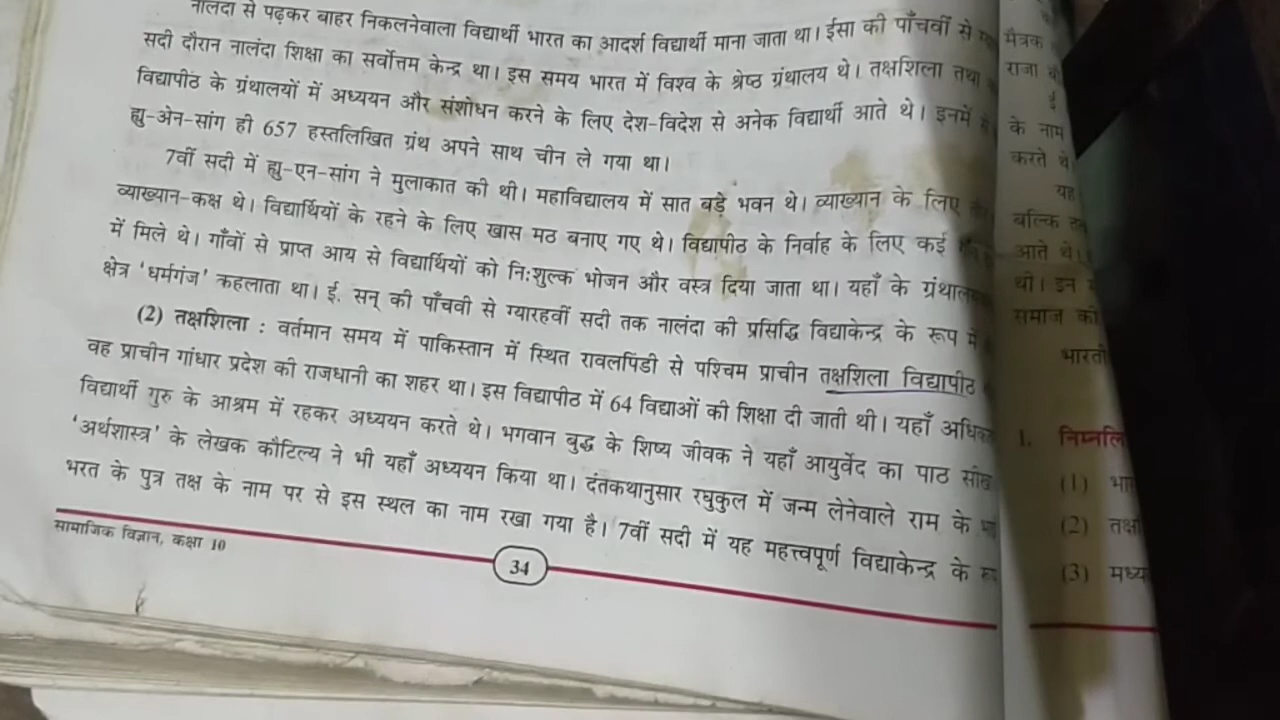 नालंदा से पढ़कर बाहर निकलनेवाला विद्यार्थी भारत का आदर्श विद्यार्थी माना जाता था। ईसा की पाँचवीं से
सदी दौरान नालंदा शिक्षा का सर्वोत्तम केन्द्र था। इस समय भारत में विश्व के श्रेष्ठ ग्रंथालय थे। तक्षशिला तथा
विद्यापीठ के ग्रंथालयों में अध्ययन और संशोधन करने के लिए देश-विदेश से अनेक विद्यार्थी आते थे। इनमें
ह्यु-अेन-सांग ही 657 हस्तलिखित ग्रंथ अपने साथ चीन ले गया था।
7वीं सदी में ह्यु-एन-सांग ने मुलाकात की थी। महाविद्यालय में सात बड़े भवन थे। व्याख्यान के लिए
व्याख्यान-कक्ष थे। विद्यार्थियों के रहने के लिए खास मठ बनाए गए थे। विद्यापीठ के निर्वाह के लिए कई
में मिले थे। गाँवों से प्राप्त आय से विद्यार्थियों को निःशुल्क भोजन और वस्त्र दिया जाता था। यहाँ के
क्षेत्र 'धर्मगंज' कहलाता था। ई. सन् की पाँचवी से ग्यारहवीं सदी तक नालंदा की प्रसिद्धि विद्याकेन्द्र के रूप में
(2) तक्षशिला : वर्तमान समय में पाकिस्तान में स्थित रावलपिंडी से पश्चिम प्राचीन तक्षशिला विद्यापीठ
वह प्राचीन गांधार प्रदेश की राजधानी का शहर था। इस विद्यापीठ में 64 विद्याओं की शिक्षा दी जाती थी। यहाँ
विद्यार्थी गुरु के आश्रम में रहकर अध्ययन करते थे। भगवान बुद्ध के शिष्य जीवक ने यहाँ आयुर्वेद का पाठ
'अर्थशास्त्र' के लेखक कौटिल्य ने भी यहाँ अध्ययन किया था। दंतकथानुसार रघुकुल में जन्म लेनेवाले राम के
भरत के पुत्र तक्ष के नाम पर से इस स्थल का नाम रखा गया है। 7वीं सदी में यह महत्त्वपूर्ण विद्याकेन्द्र के
सामाजिक विज्ञान, कक्षा 10
34
मैत्रक
राजा
के नाम
करते थे
यह
बल्कि
आते थे।
थी। इन
समाज की
1.
(1)
(2)
(3)